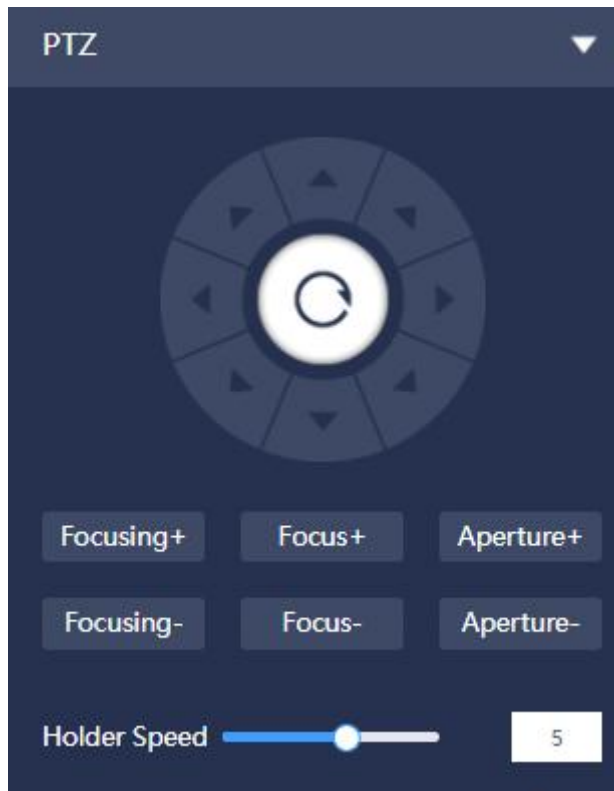 PTZ
Focusing+ Focus+ Aperture+
Focusing- Focus- Aperture-
Holder Speed 5